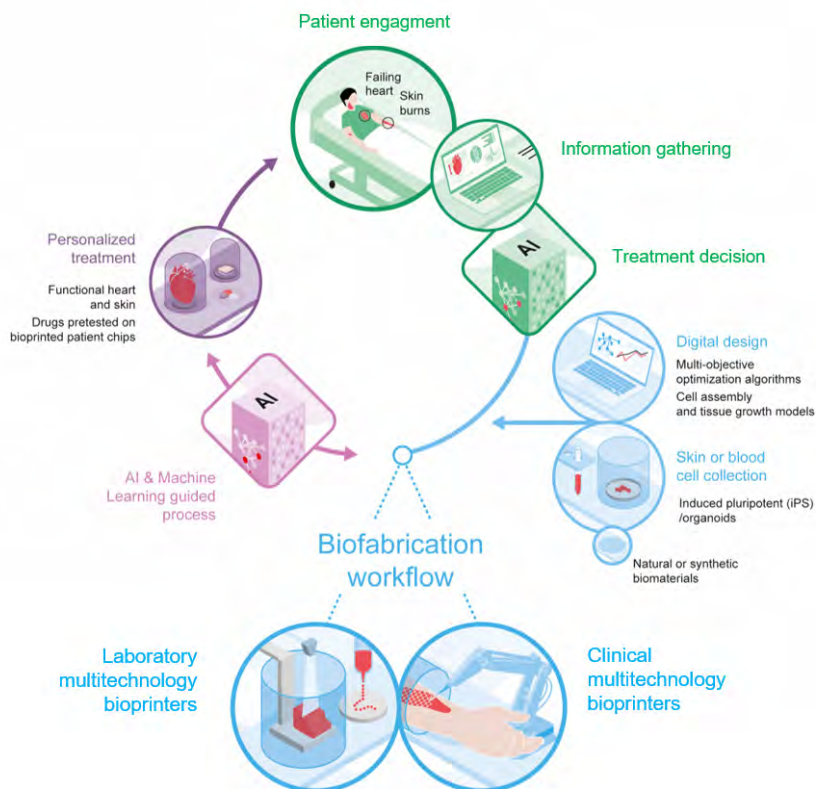 Patient engagment
Failing
heart
Skin
burns
Information gathering
AI
Treatment decision
Personalized
treatment
Functional heart
and skin
Drugs pretested on
bioprinted patient chips
Digital design
Multi-objective
optimization algorithms
Cell assembly
and tissue growth models
AI
AI & Machine
Learning guided
process
Skin or blood
cell collection
Induced pluripotent (iPS)
/organoids
Natural or synthetic
biomaterials
Biofabrication
workflow
Laboratory
multitechnology
bioprinters
Clinical
multitechnology
bioprinters